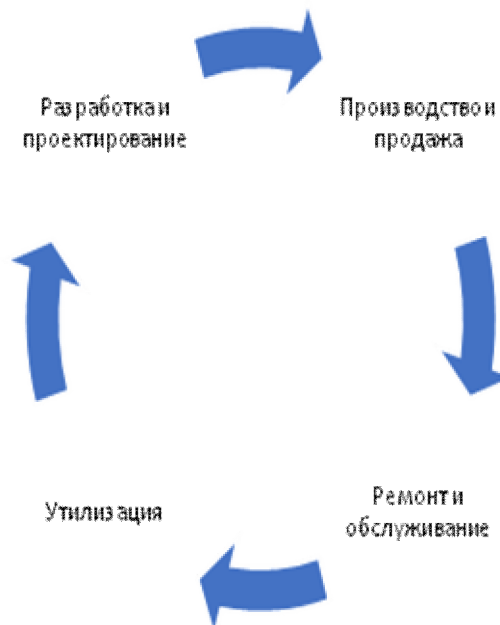 Разработка и
проектирование
Производство и
продажа
Утилизация
Ремонт и
обслуживание